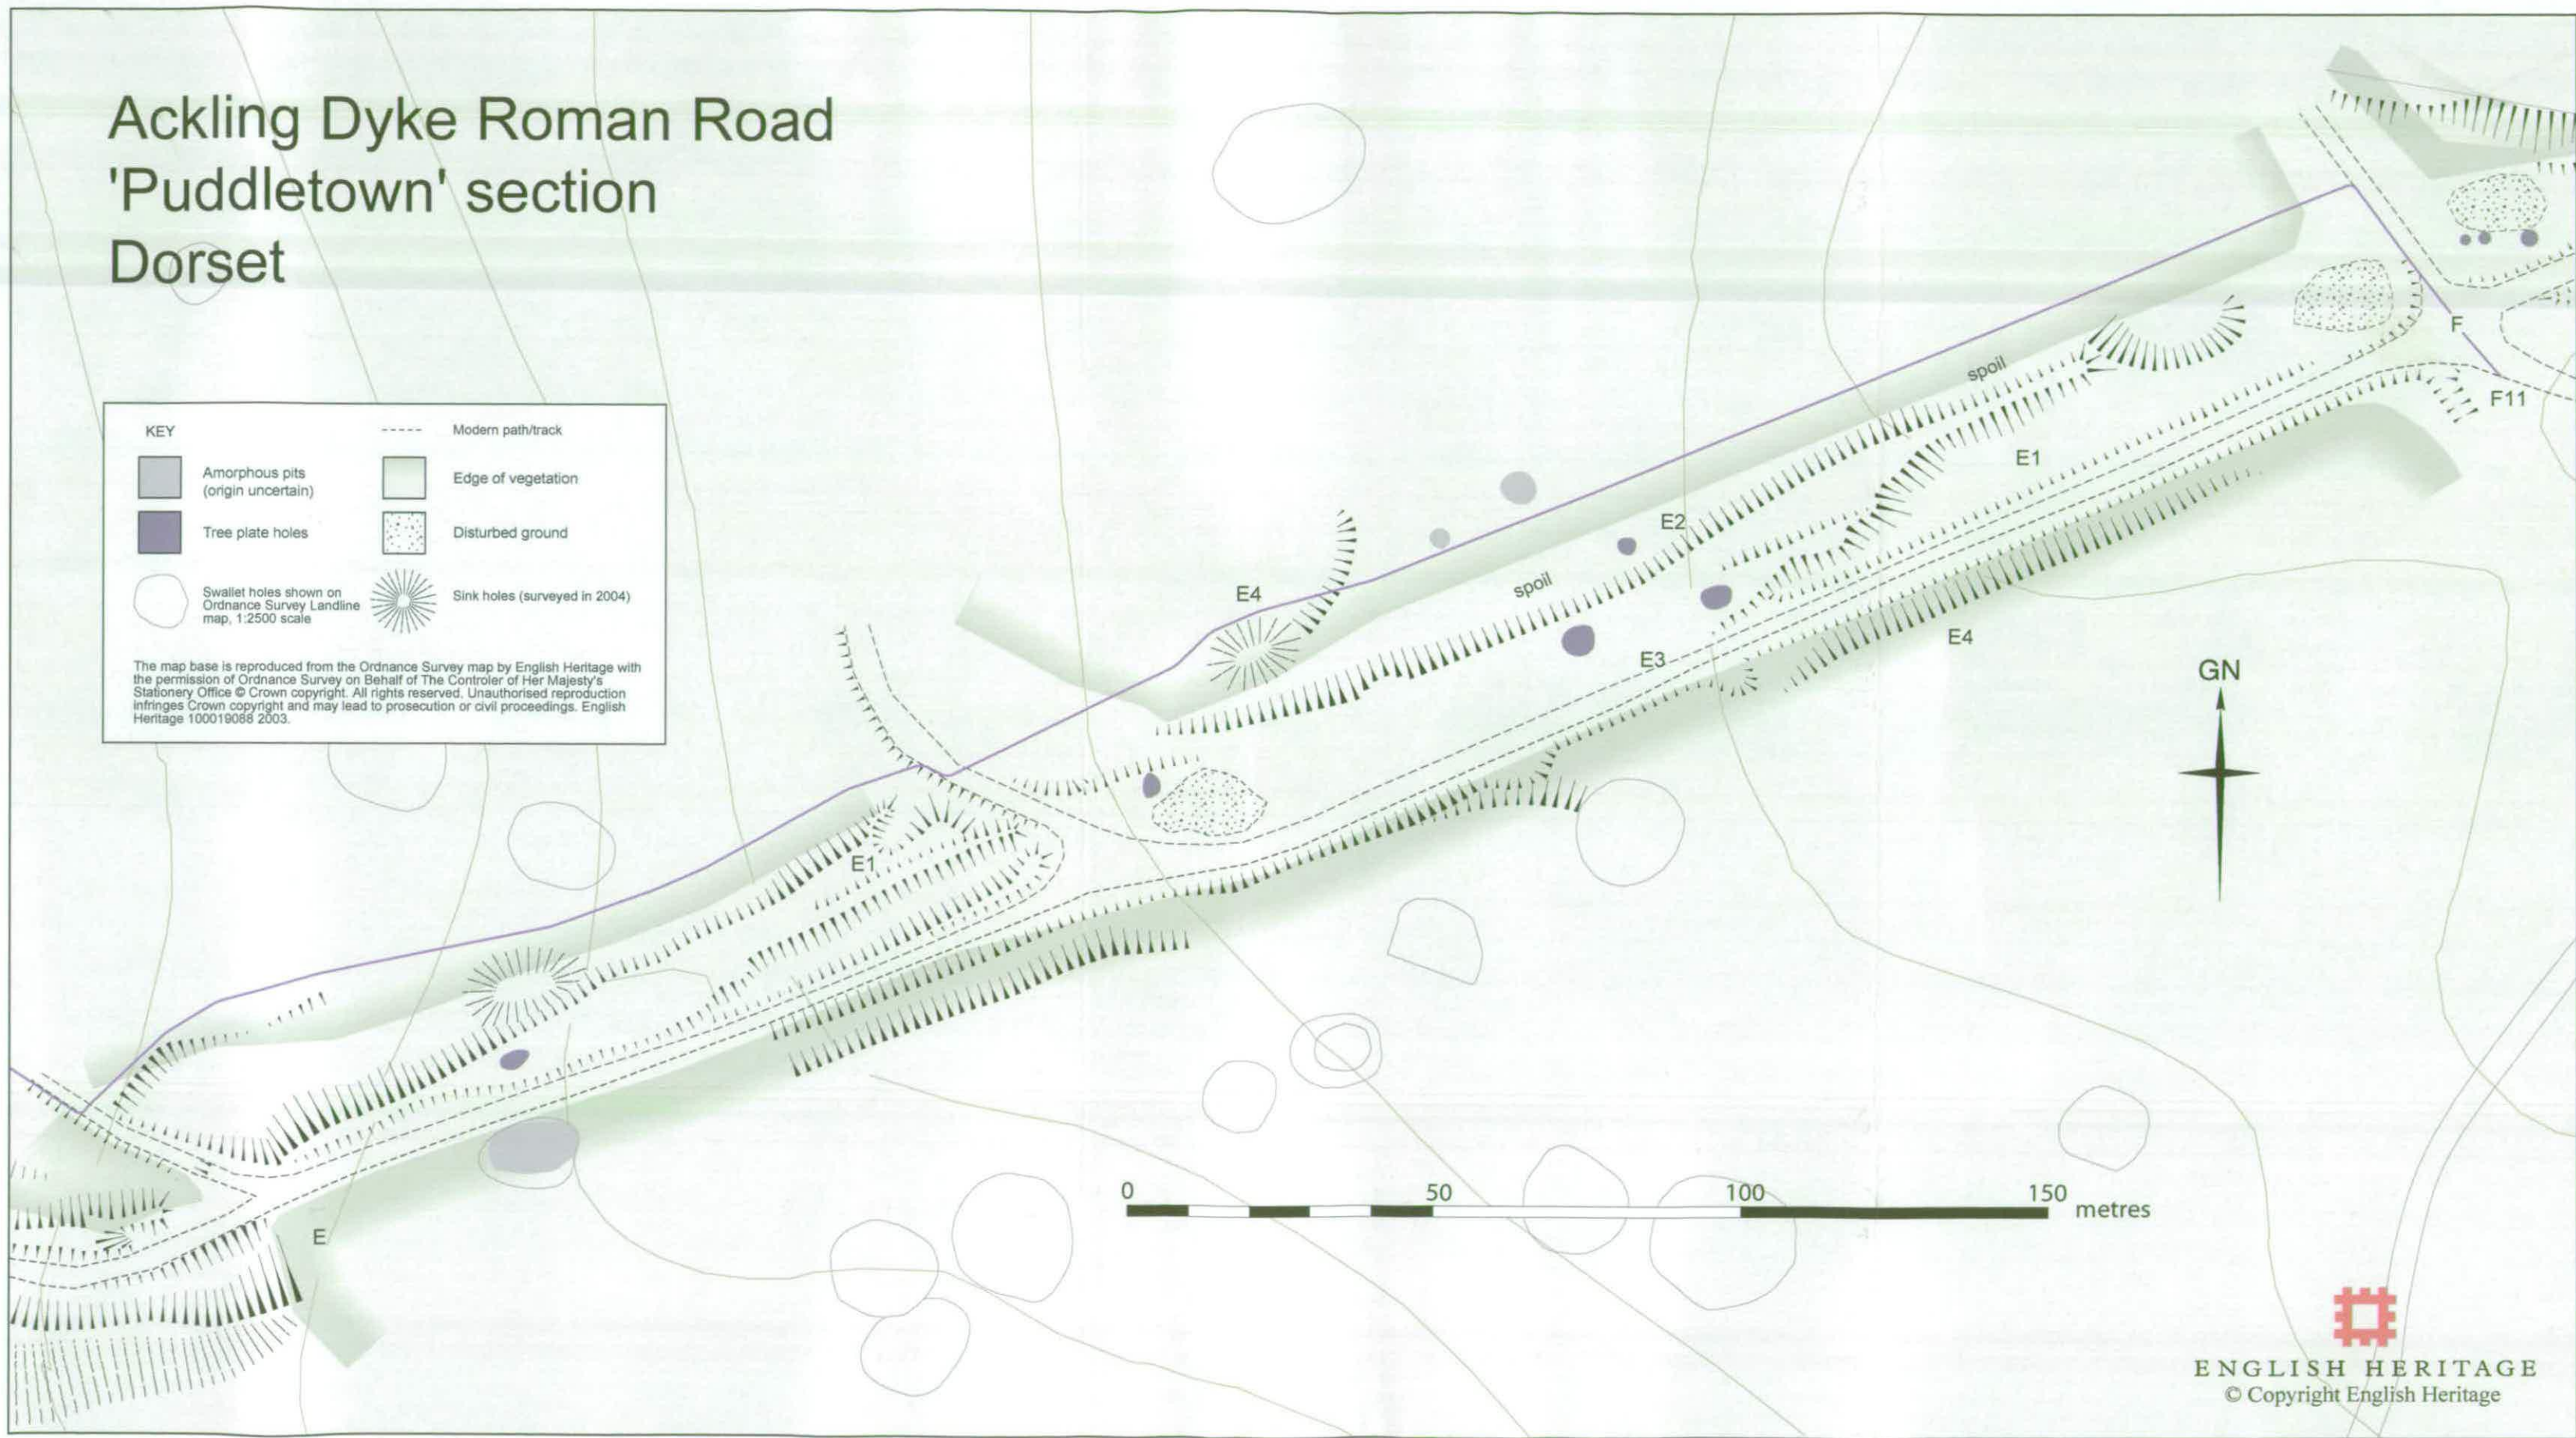 Ackling Dyke Roman Road
'Puddletown' section
Dorset
KEY
Modern path/track
Amorphous pits
(origin uncertain)
Edge of vegetation
Tree plate holes
Disturbed ground
Swallet holes shown on
Ordnance Survey Landline
map, 1:2500 scale
Sink holes (surveyed in 2004)
The map base is reproduced from the Ordnance Survey map by English Heritage with
the permission of Ordnance Survey on Behalf of The Controler of Her Majesty's
Stationery Office © Crown copyright. All rights reserved. Unauthorised reproduction
infringes Crown copyright and may lead to prosecution or civil proceedings. English
Heritage 100019088 2003.
F
spoil
F11
E1
E2
spoil
E4
E3
E4
GN
E1
E
0 50 100 150
metres
ENGLISH HERITAGE
© Copyright English Heritage